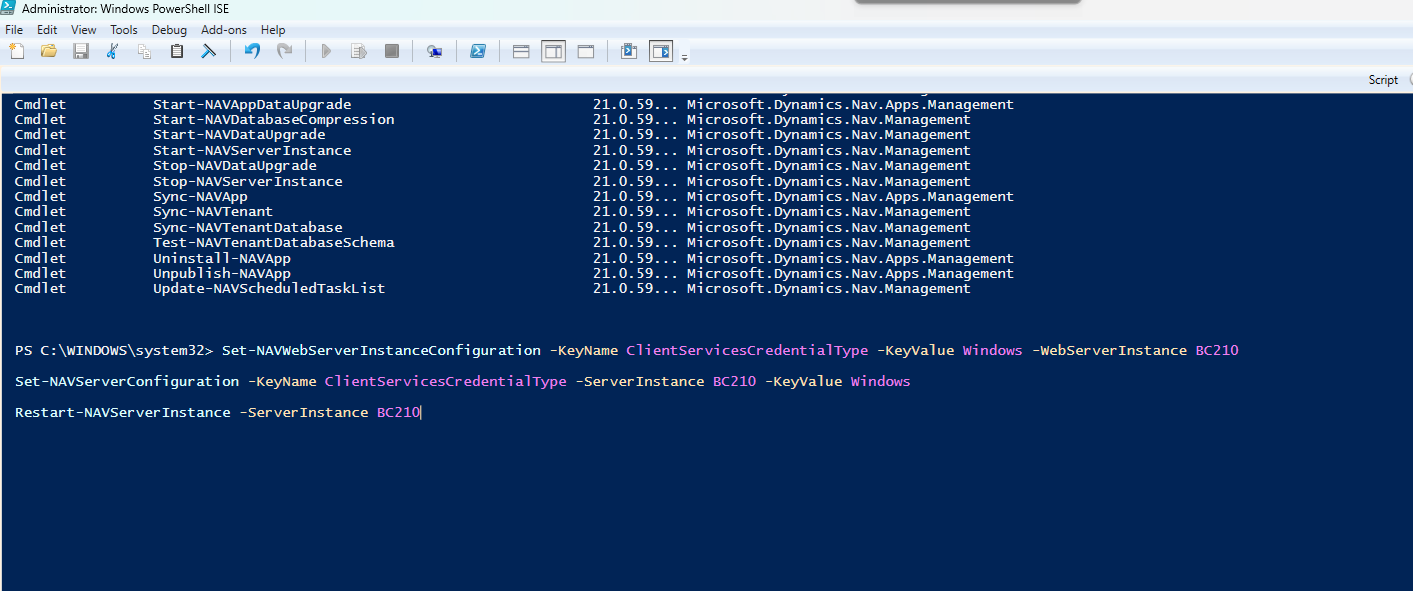 Administrator: Windows PowerShell ISE
File Edit View Tools Debug Add-ons Help
Script
Cmdlet Start-NAVAppDataUpgrade 21.0.59... Microsoft.Dynamics.Nav.Apps.Management
Cmdlet Start-NAVDatabaseCompression 21.0.59... Microsoft.Dynamics.Nav.Management
Cmdlet Start-NAVDataUpgrade 21.0.59... Microsoft.Dynamics.Nav.Management
Cmdlet Start-NAVServerInstance 21.0.59... Microsoft.Dynamics.Nav.Management
Cmdlet Stop-NAVDataUpgrade 21.0.59... Microsoft.Dynamics.Nav.Management
Cmdlet Stop-NAVServerInstance 21.0.59... Microsoft.Dynamics.Nav.Management
Cmdlet Sync-NAVApp 21.0.59... Microsoft.Dynamics.Nav.Apps.Management
Cmdlet Sync-NAVTenant 21.0.59... Microsoft.Dynamics.Nav.Management
Cmdlet Sync-NAVTenantDatabase 21.0.59... Microsoft.Dynamics.Nav.Management
Cmdlet Test-NAVTenantDatabaseSchema 21.0.59... Microsoft.Dynamics.Nav.Management
Cmdlet Uninstall-NAVApp 21.0.59... Microsoft.Dynamics.Nav.Apps.Management
Cmdlet Unpublish-NAVApp 21.0.59... Microsoft.Dynamics.Nav.Apps.Management
Cmdlet Update-NAVScheduledTaskList 21.0.59... Microsoft.Dynamics.Nav.Management
PS C:\WINDOWS\system32> Set-NAVWebServerInstanceConfiguration -KeyName ClientServicesCredentialType -KeyValue Windows -WebServerInstance BC210
Set-NAVServerConfiguration -KeyName ClientServicesCredentialType -ServerInstance BC210 -KeyValue Windows
Restart-NAVServerInstance -ServerInstance BC210